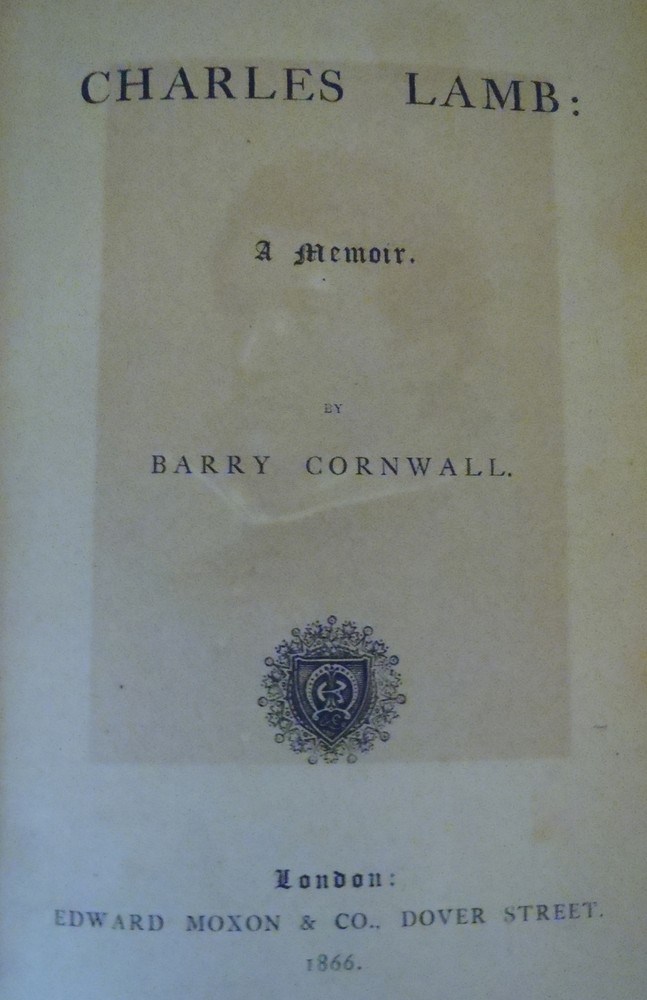 CHARLES LAMB:
A Memoir.
BY
BARRY CORNWALL.
London:
EDWARD MOXON & CO., DOVER STREET.
1866.